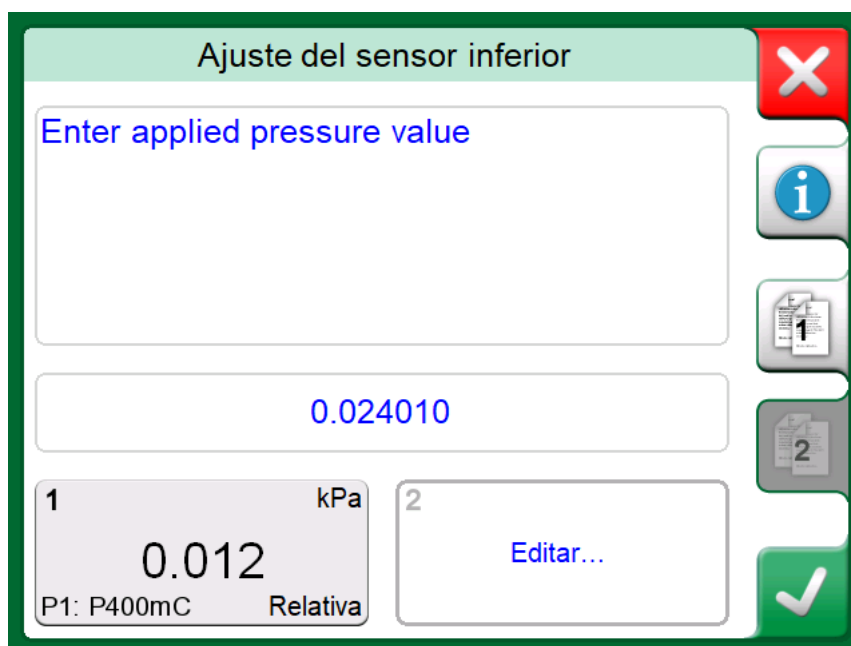 Ajuste del sensor inferior
Enter applied pressure value
1
0.024010
2
1 kPa
0.012
P1: P400mC Relativa
2
Editar...